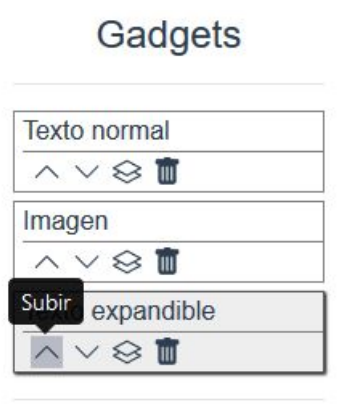 Gadgets
Texto normal
Imagen
Subir
expandible